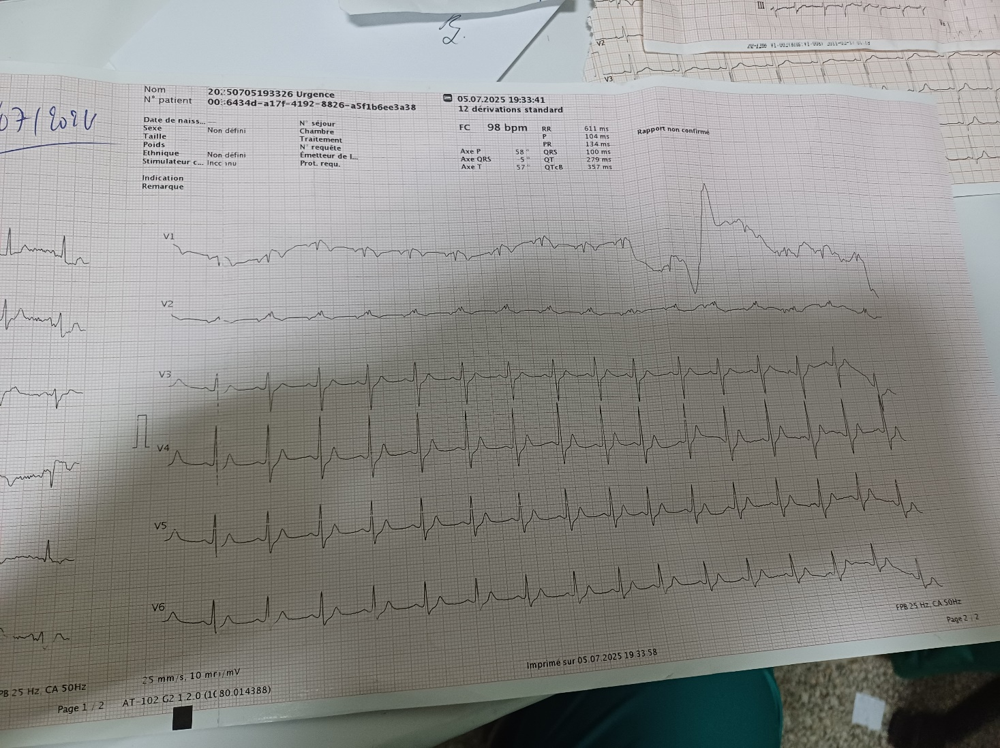 07/202
V2
V3
III
V6
Nom 20250705193326 Urgence
N° patient 6434d-a17f-4192-8826-a5f1b6ee3a38
Date de naiss... —
Sexe Non défini
Taille
Poids
Ethnique Non défini
Stimulateur c... Inconnu
Indication
Remarque
N° séjour
Chambre
Traitement
N° requête
Émetteur de l...
Prot. requ.
05.07.2025 19:33:41
12 dérivations standard
FC 98 bpm
Axe P 58 °
Axe QRS -5 °
Axe T 57 °
RR 611 ms
P 104 ms
PR 134 ms
QRS 100 ms
QT 279 ms
QTcB 357 ms
Rapport non confirmé
V1
V2
V3
V4
V5
V6
FPB 25 Hz, CA 50Hz
Page 2 / 2
Imprimé sur 05.07.2025 19:33:58
25 mm/s, 10 mm/mV
PB 25 Hz, CA 50Hz
Page 1 / 2
AT-102 G2 1.2.0 (1080.014388)